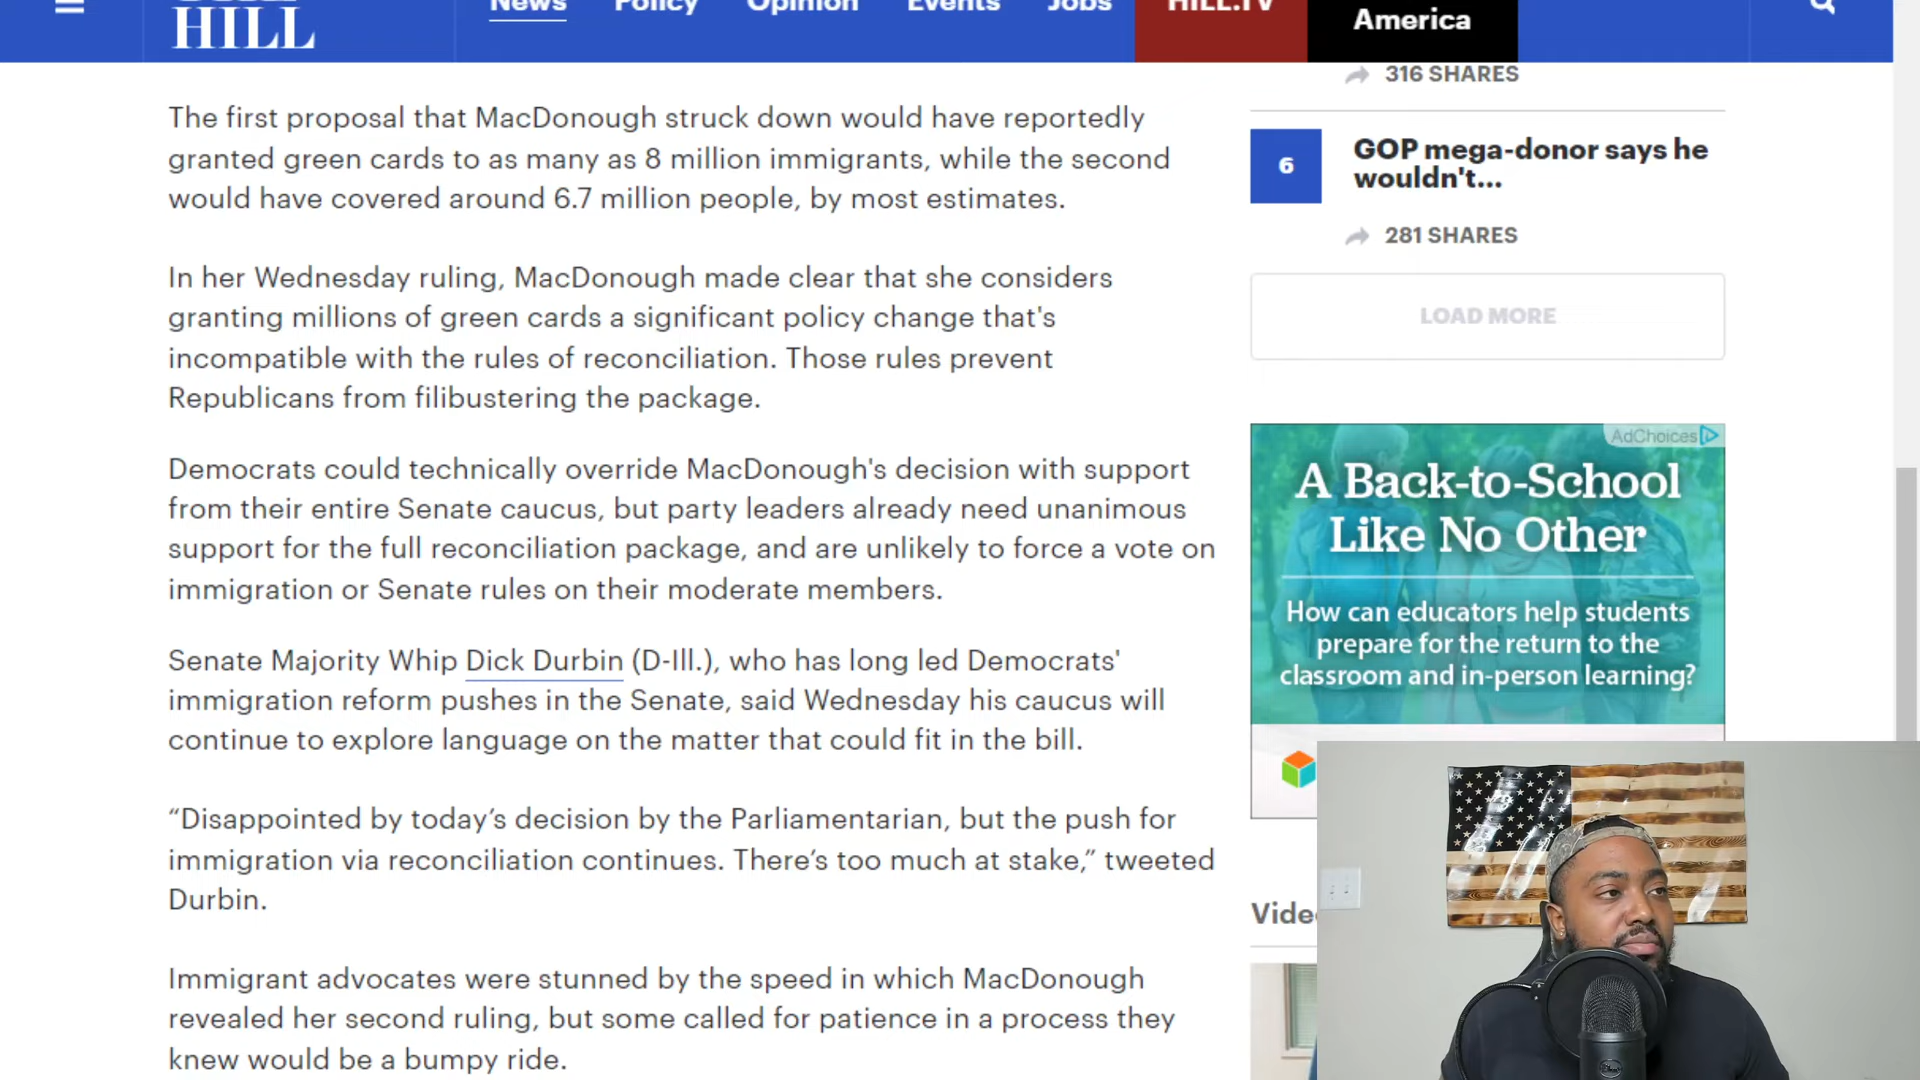 HILL
News
Policy
Opinion
Events
Jobs
HILL.TV
America
The first proposal that MacDonough struck down would have reportedly
granted green cards to as many as 8 million immigrants, while the second
would have covered around 6.7 million people, by most estimates.
In her Wednesday ruling, MacDonough made clear that she considers
granting millions of green cards a significant policy change that's
incompatible with the rules of reconciliation. Those rules prevent
Republicans from filibustering the package.
Democrats could technically override MacDonough's decision with support
from their entire Senate caucus, but party leaders already need unanimous
support for the full reconciliation package, and are unlikely to force a vote on
immigration or Senate rules on their moderate members.
Senate Majority Whip Dick Durbin (D-Ill.), who has long led Democrats'
immigration reform pushes in the Senate, said Wednesday his caucus will
continue to explore language on the matter that could fit in the bill.
“Disappointed by today’s decision by the Parliamentarian, but the push for
immigration via reconciliation continues. There’s too much at stake,” tweeted
Durbin.
Immigrant advocates were stunned by the speed in which MacDonough
revealed her second ruling, but some called for patience in a process they
knew would be a bumpy ride.
316 SHARES
6
GOP mega-donor says he
wouldn't...
281 SHARES
LOAD MORE
AdChoices
A Back-to-School
Like No Other
How can educators help students
prepare for the return to the
classroom and in-person learning?